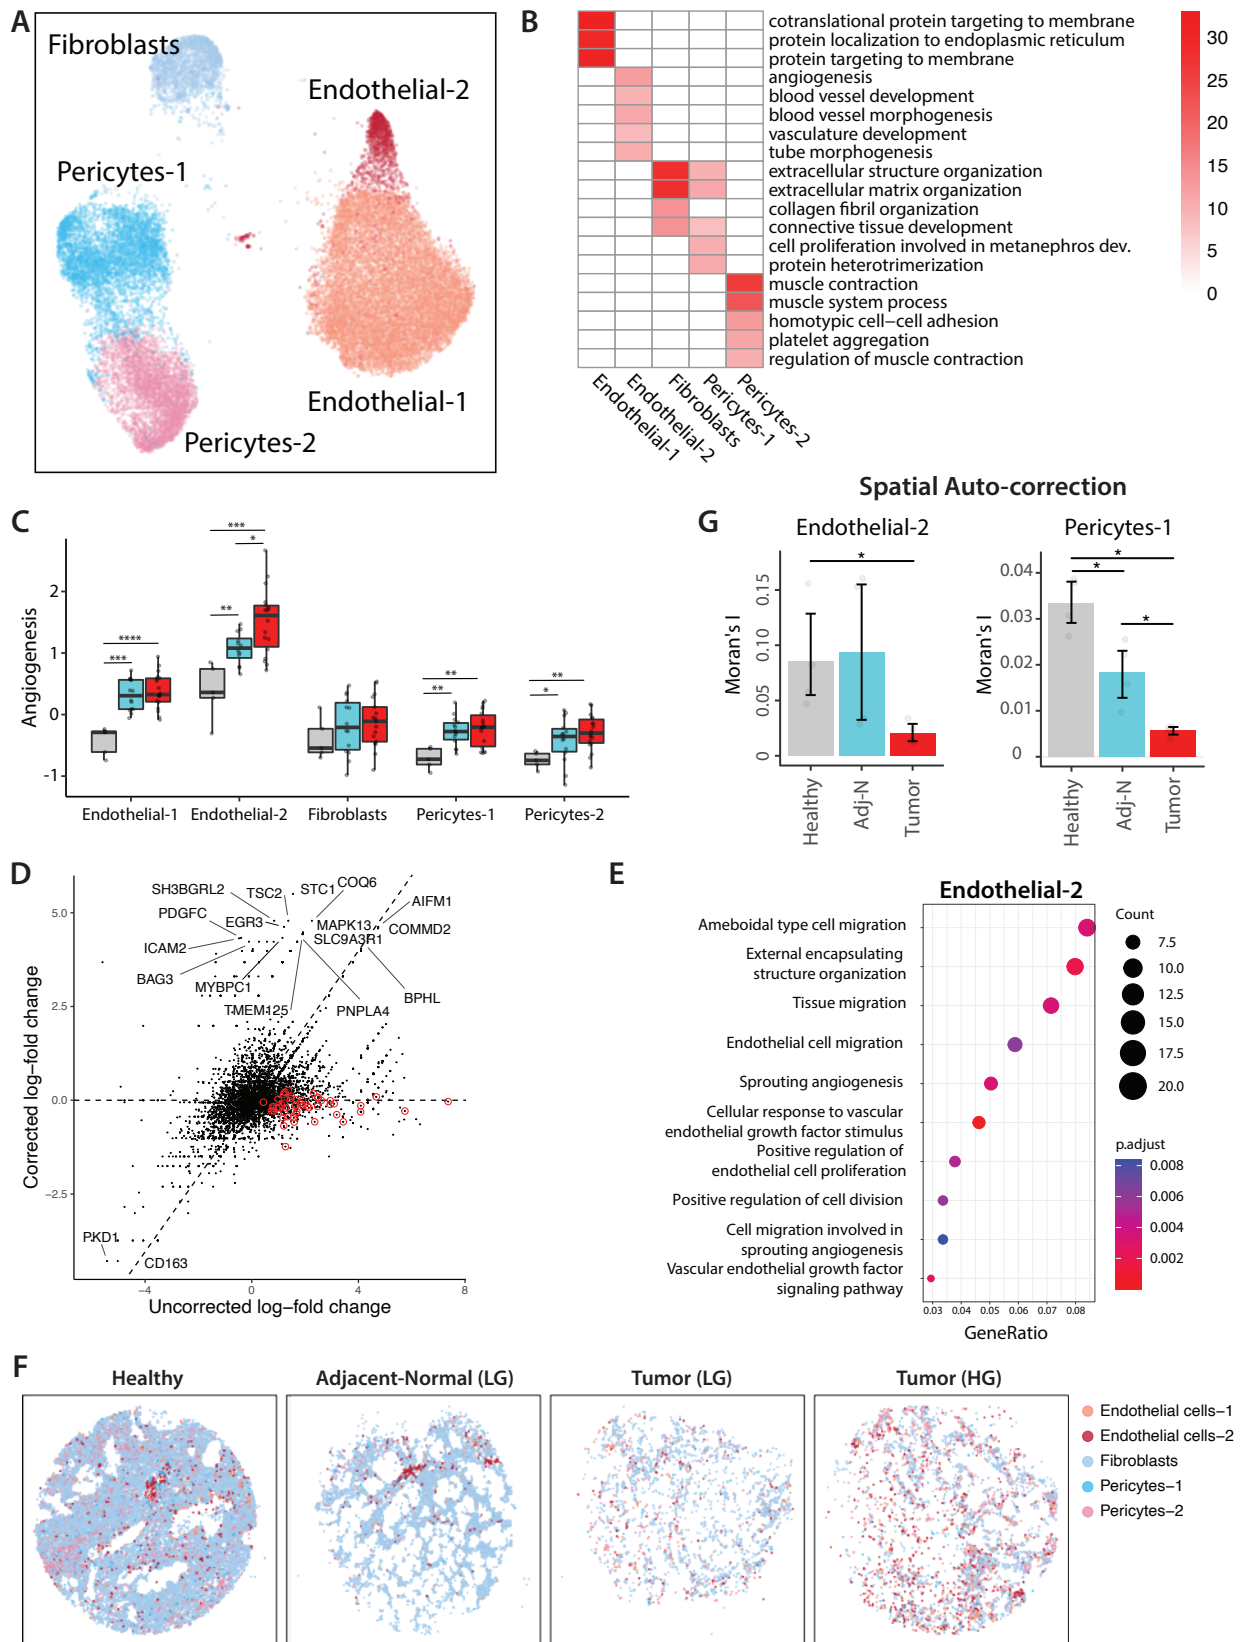 A
Fibroblasts
Endothelial-2
Pericytes-1
Endothelial-1
Pericytes-2
B
cotranslational protein targeting to membrane
protein localization to endoplasmic reticulum
protein targeting to membrane
angiogenesis
blood vessel development
blood vessel morphogenesis
vasculature development
tube morphogenesis
extracellular structure organization
extracellular matrix organization
collagen fibril organization
connective tissue development
cell proliferation involved in metanephros dev.
protein heterotrimerization
muscle contraction
muscle system process
homotypic cell−cell adhesion
platelet aggregation
regulation of muscle contraction
Endothelial-1
Endothelial-2
Fibroblasts
Pericytes-1
Pericytes-2
30
25
20
15
10
5
0
C
Angiogenesis
2
1
0
-1
***
****
**
***
*
**
**
*
**
Endothelial-1
Endothelial-2
Fibroblasts
Pericytes-1
Pericytes-2
Spatial Auto-correction
G
Endothelial-2
Moran's I
0.15
0.10
0.05
0
*
Healthy
Adj-N
Tumor
Pericytes-1
Moran's I
0.04
0.03
0.02
0.01
0
*
*
*
Healthy
Adj-N
Tumor
D
Corrected log−fold change
5.0
2.5
0.0
−2.5
SH3BGRL2
TSC2
STC1
COQ6
AIFM1
PDGFC
EGR3
MAPK13
COMMD2
ICAM2
SLC9A3R1
BAG3
MYBPC1
BPHL
TMEM125
PNPLA4
PKD1
CD163
−4
0
4
8
Uncorrected log−fold change
E
Endothelial-2
Ameboidal type cell migration
External encapsulating
structure organization
Tissue migration
Endothelial cell migration
Sprouting angiogenesis
Cellular response to vascular
endothelial growth factor stimulus
Positive regulation of
endothelial cell proliferation
Positive regulation of cell division
Cell migration involved in
sprouting angiogenesis
Vascular endothelial growth factor
signaling pathway
0.03 0.04 0.05 0.06 0.07 0.08
GeneRatio
Count
7.5
10.0
12.5
15.0
17.5
20.0
p.adjust
0.008
0.006
0.004
0.002
F
Healthy
Adjacent-Normal (LG)
Tumor (LG)
Tumor (HG)
Endothelial cells−1
Endothelial cells−2
Fibroblasts
Pericytes−1
Pericytes−2